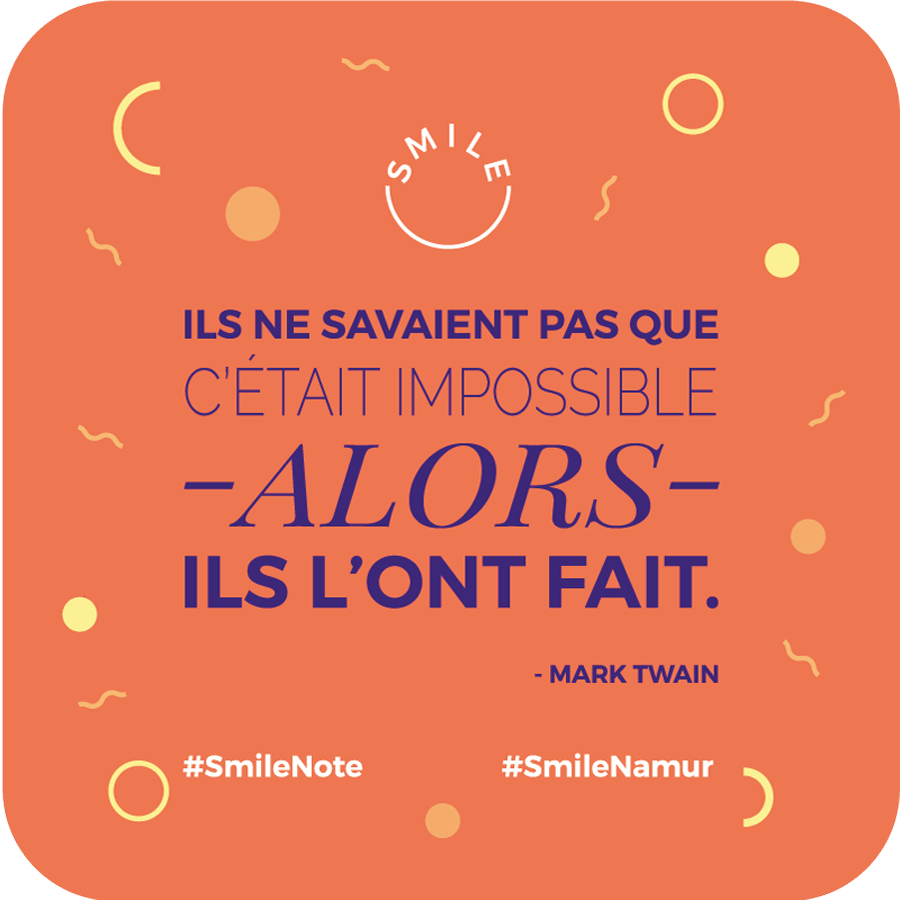 SMILE
ILS NE SAVAIENT PAS QUE
C'ÉTAIT IMPOSSIBLE
-ALORS-
ILS L'ONT FAIT.
- MARK TWAIN
#SmileNote #SmileNamur